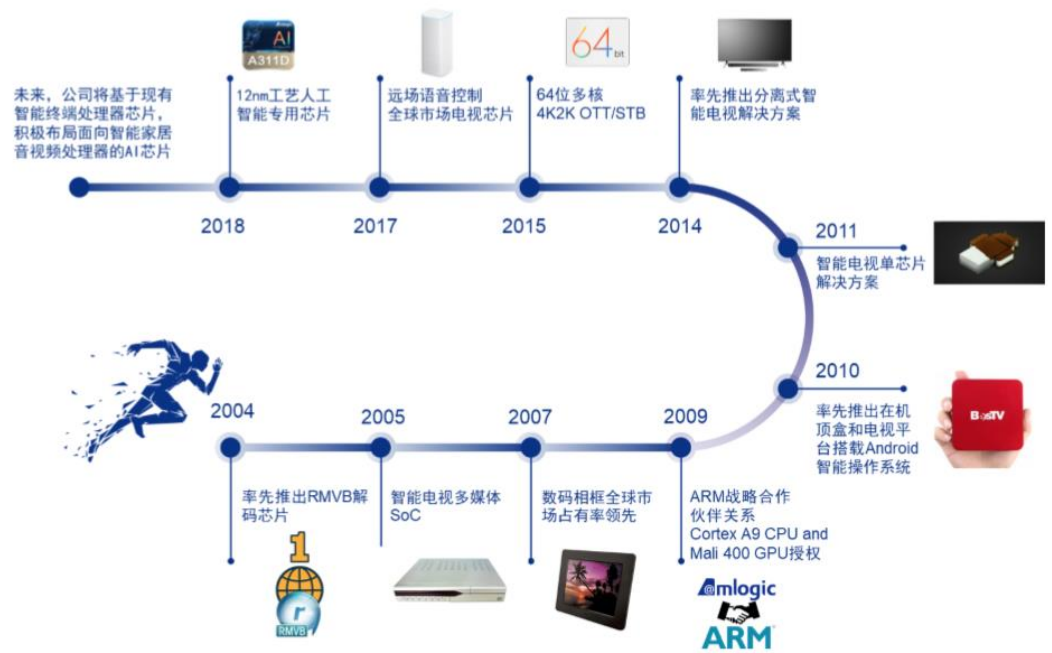 AI
A311D
64 bit
未来，公司将基于现有
智能终端处理器芯片，
积极布局面向智能家居
音视频处理器的AI芯片
12nm工艺人工
智能专用芯片
远场语音控制
全球市场电视芯片
64位多核
4K2K OTT/STB
率先推出分离式智
能电视解决方案
2018
2017
2015
2014
2011
智能电视单芯片
解决方案
2010
率先推出在机
顶盒和电视平
台搭载Android
智能操作系统
2004
2005
2007
2009
率先推出RMVB解
码芯片
智能电视多媒体
SoC
数码相框全球市
场占有率领先
ARM战略合作
伙伴关系
Cortex A9 CPU and
Mali 400 GPU授权
1
r
RMVB
Amlogic
ARM